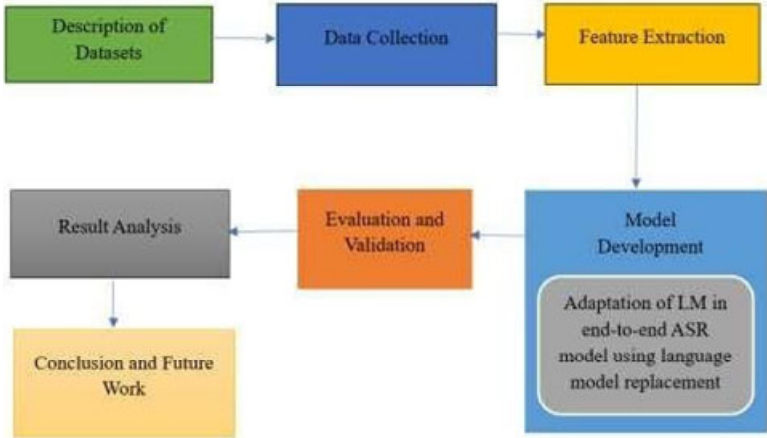 Description of
Datasets
Data Collection
Feature Extraction
Model
Development
Adaptation of LM in
end-to-end ASR
model using language
model replacement
Evaluation and
Validation
Result Analysis
Conclusion and Future
Work